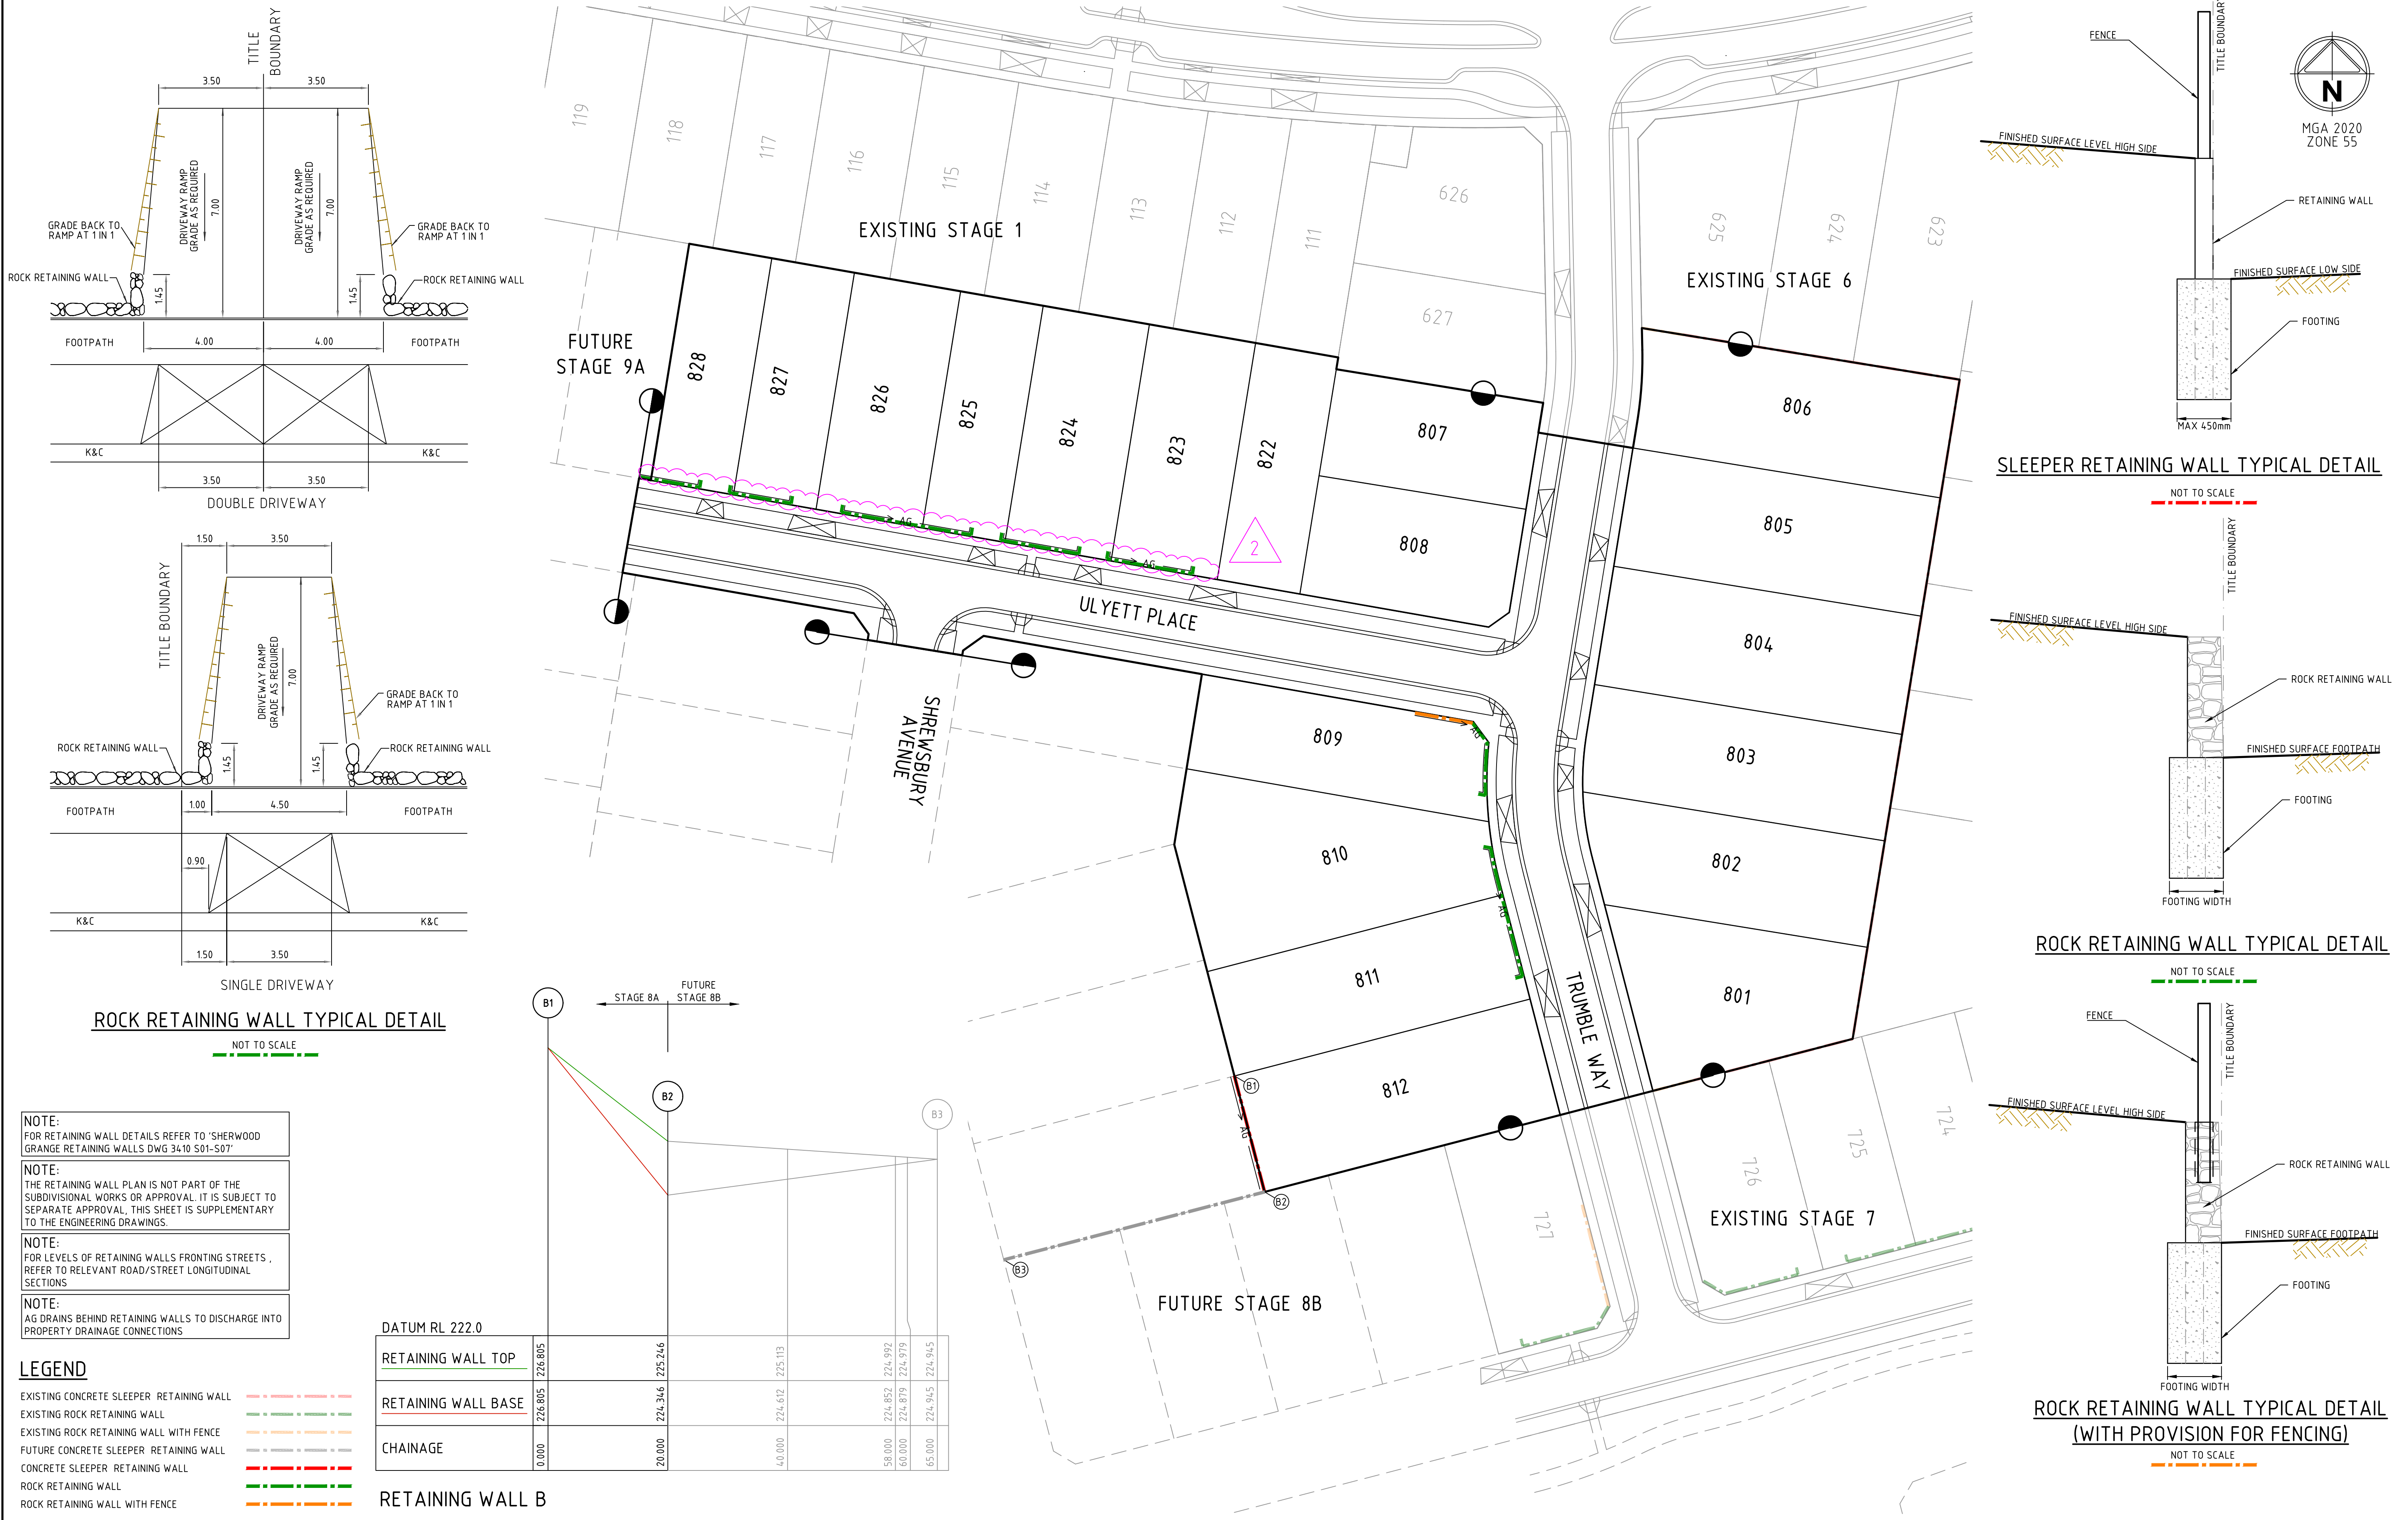 TITLE
BOUNDARY
3.50
3.50
DRIVEWAY RAMP
GRADE AS REQUIRED
7.00
DRIVEWAY RAMP
GRADE AS REQUIRED
7.00
GRADE BACK TO
RAMP AT 1 IN 1
GRADE BACK TO
RAMP AT 1 IN 1
ROCK RETAINING WALL
1.45
1.45
ROCK RETAINING WALL
FOOTPATH
4.00
4.00
FOOTPATH
K&C
K&C
3.50
3.50
DOUBLE DRIVEWAY
TITLE BOUNDARY
1.50
3.50
DRIVEWAY RAMP
GRADE AS REQUIRED
7.00
GRADE BACK TO
RAMP AT 1 IN 1
ROCK RETAINING WALL
1.45
1.45
ROCK RETAINING WALL
FOOTPATH
1.00
4.50
FOOTPATH
0.90
K&C
K&C
1.50
3.50
SINGLE DRIVEWAY
ROCK RETAINING WALL TYPICAL DETAIL
NOT TO SCALE
NOTE:
FOR RETAINING WALL DETAILS REFER TO 'SHERWOOD
GRANGE RETAINING WALLS DWG 3410 S01-S07'
NOTE:
THE RETAINING WALL PLAN IS NOT PART OF THE
SUBDIVISIONAL WORKS OR APPROVAL. IT IS SUBJECT TO
SEPARATE APPROVAL, THIS SHEET IS SUPPLEMENTARY
TO THE ENGINEERING DRAWINGS.
NOTE:
FOR LEVELS OF RETAINING WALLS FRONTING STREETS ,
REFER TO RELEVANT ROAD/STREET LONGITUDINAL
SECTIONS
NOTE:
AG DRAINS BEHIND RETAINING WALLS TO DISCHARGE INTO
PROPERTY DRAINAGE CONNECTIONS
LEGEND
EXISTING CONCRETE SLEEPER RETAINING WALL
EXISTING ROCK RETAINING WALL
EXISTING ROCK RETAINING WALL WITH FENCE
FUTURE CONCRETE SLEEPER RETAINING WALL
CONCRETE SLEEPER RETAINING WALL
ROCK RETAINING WALL
ROCK RETAINING WALL WITH FENCE
B1
STAGE 8A
FUTURE
STAGE 8B
B2
B3
DATUM RL 222.0
RETAINING WALL TOP
226.805
225.246
225.113
224.992
224.979
224.945
RETAINING WALL BASE
226.805
224.346
224.612
224.852
224.879
224.945
CHAINAGE
0.000
20.000
40.000
58.000
60.000
65.000
RETAINING WALL B
119
118
117
116
115
114
113
112
111
626
627
625
624
623
EXISTING STAGE 1
EXISTING STAGE 6
FUTURE
STAGE 9A
828
827
826
825
824
823
822
807
808
806
805
804
803
802
801
AG
AG
2
ULYETT PLACE
SHREWSBURY
AVENUE
809
AG
810
AG
811
812
TRUMBLE WAY
B1
AG
B2
B3
727
726
725
724
EXISTING STAGE 7
FUTURE STAGE 8B
FENCE
TITLE BOUNDARY
N
MGA 2020
ZONE 55
FINISHED SURFACE LEVEL HIGH SIDE
RETAINING WALL
FINISHED SURFACE LOW SIDE
FOOTING
MAX 450mm
SLEEPER RETAINING WALL TYPICAL DETAIL
NOT TO SCALE
TITLE BOUNDARY
FINISHED SURFACE LEVEL HIGH SIDE
ROCK RETAINING WALL
FINISHED SURFACE FOOTPATH
FOOTING
FOOTING WIDTH
ROCK RETAINING WALL TYPICAL DETAIL
NOT TO SCALE
FENCE
TITLE BOUNDARY
FINISHED SURFACE LEVEL HIGH SIDE
ROCK RETAINING WALL
FINISHED SURFACE FOOTPATH
FOOTING
FOOTING WIDTH
ROCK RETAINING WALL TYPICAL DETAIL
(WITH PROVISION FOR FENCING)
NOT TO SCALE